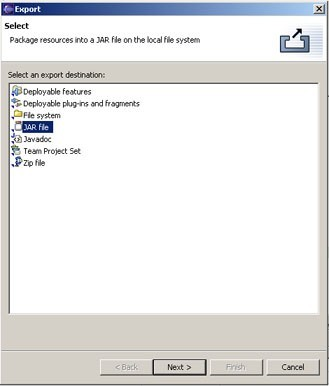 Export
Select
Package resources into a JAR file on the local file system
Select an export destination:
Deployable features
Deployable plug-ins and fragments
File system
JAR file
Javadoc
Team Project Set
Zip file
< Back
Next >
Finish
Cancel